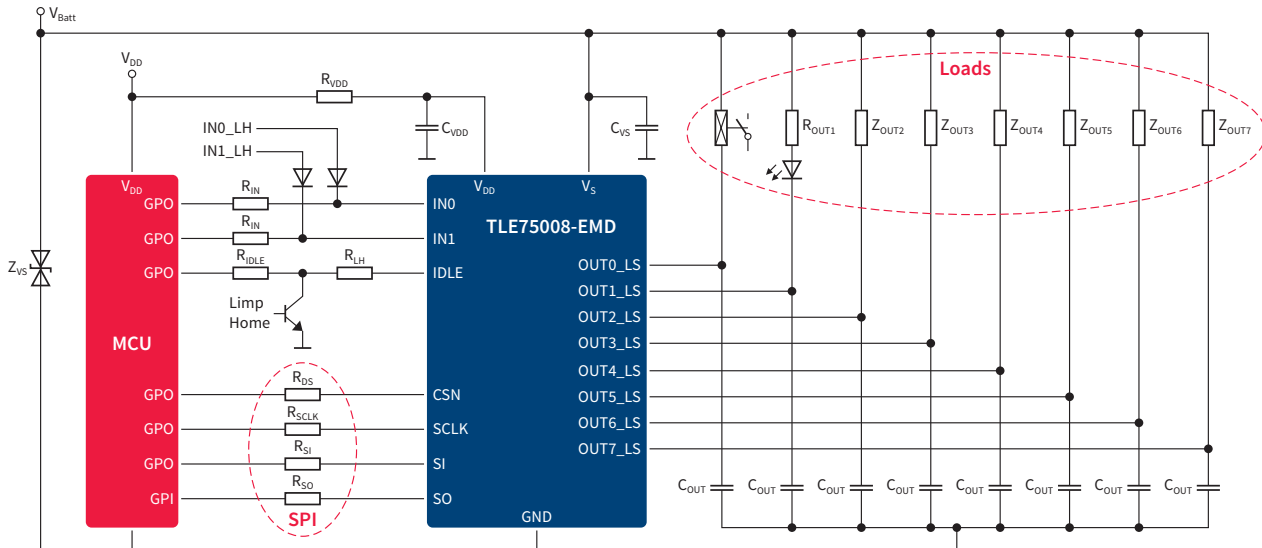 VBatt
VDD
RVDD
CVDD
CVS
IN0_LH
IN1_LH
Loads
ROUT1
ZOUT2
ZOUT3
ZOUT4
ZOUT5
ZOUT6
ZOUT7
VDD
GPO
RIN
GPO
RIN
GPO
RIDLE
RLH
Limp
Home
ZVS
MCU
GPO
RDS
GPO
RSCLK
GPO
RSI
GPI
RSO
SPI
VDD
VS
IN0
TLE75008-EMD
IN1
IDLE
OUT0_LS
OUT1_LS
OUT2_LS
OUT3_LS
OUT4_LS
OUT5_LS
OUT6_LS
OUT7_LS
CSN
SCLK
SI
SO
GND
COUT
COUT
COUT
COUT
COUT
COUT
COUT
COUT